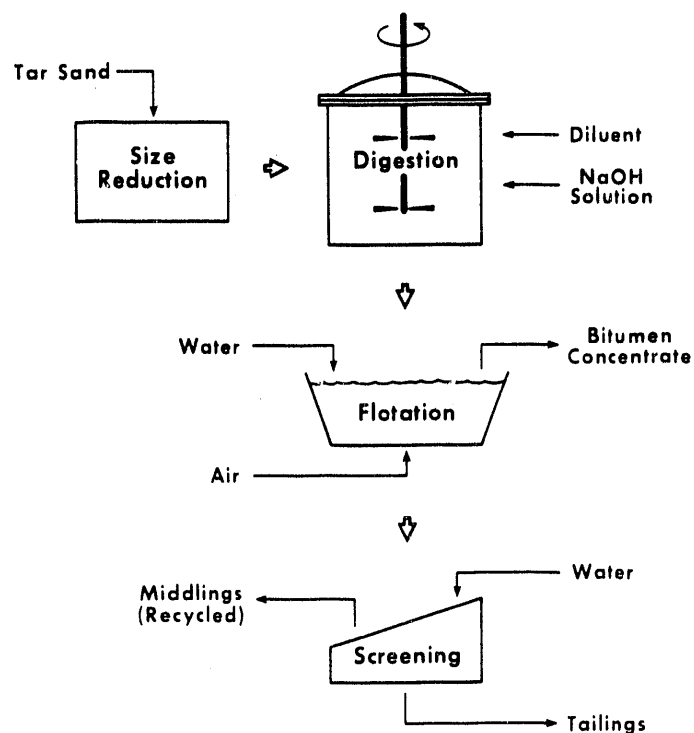 Tar Sand
Size
Reduction
Digestion
Diluent
NaOH
Solution
Water
Bitumen
Concentrate
Flotation
Air
Water
Middlings
(Recycled)
Screening
Tailings